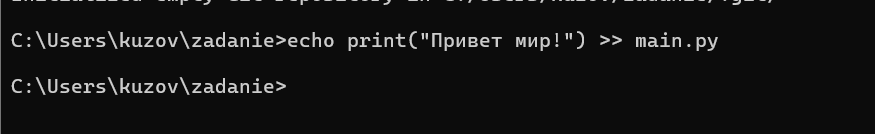 C:\Users\kuzov\zadanie>echo print("Привет мир!") >> main.py
C:\Users\kuzov\zadanie>